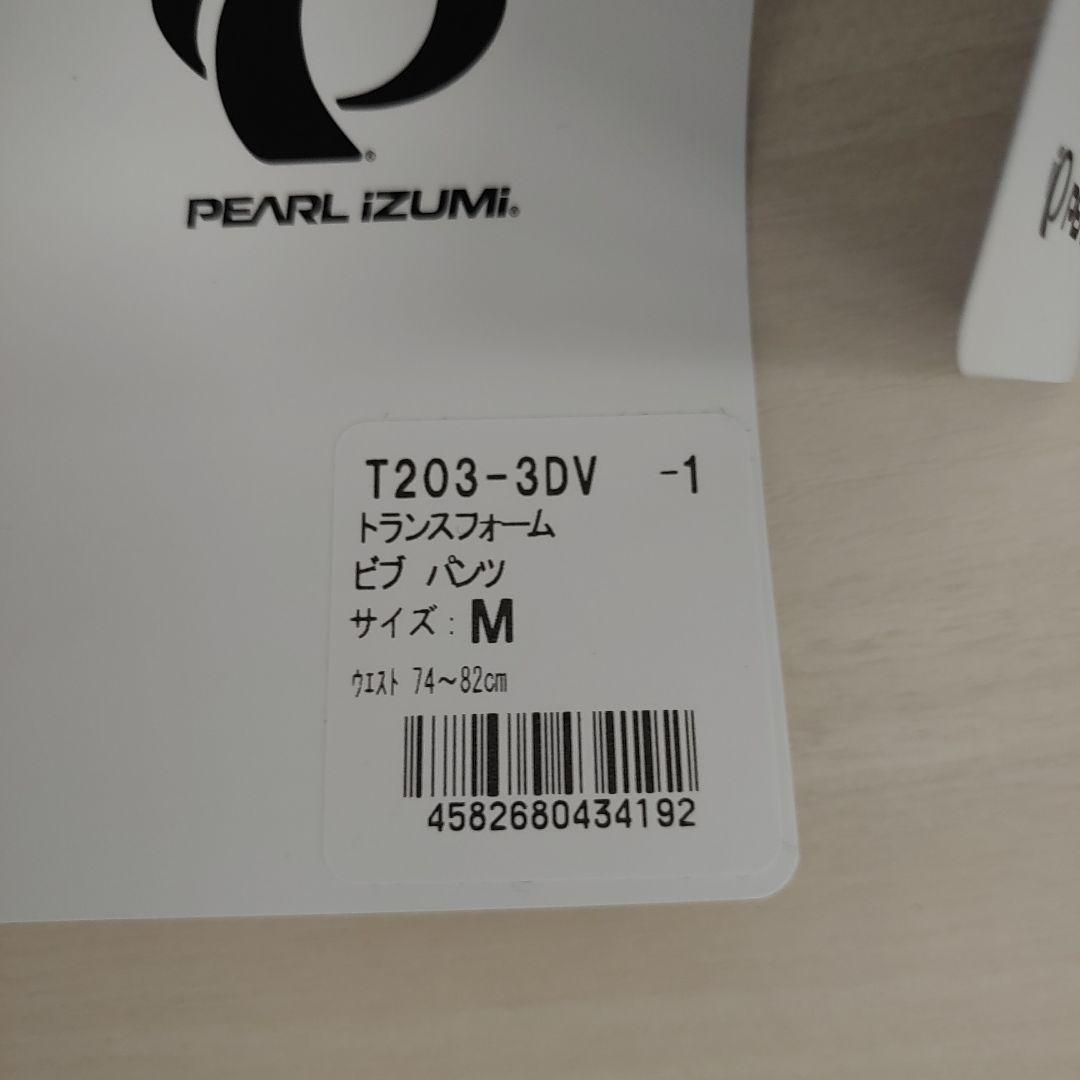 PEARL iZUMi®
T203-3DV -1
トランスフォーム
ビブ パンツ
サイズ: M
ウエスト 74～82cm
4582680434192